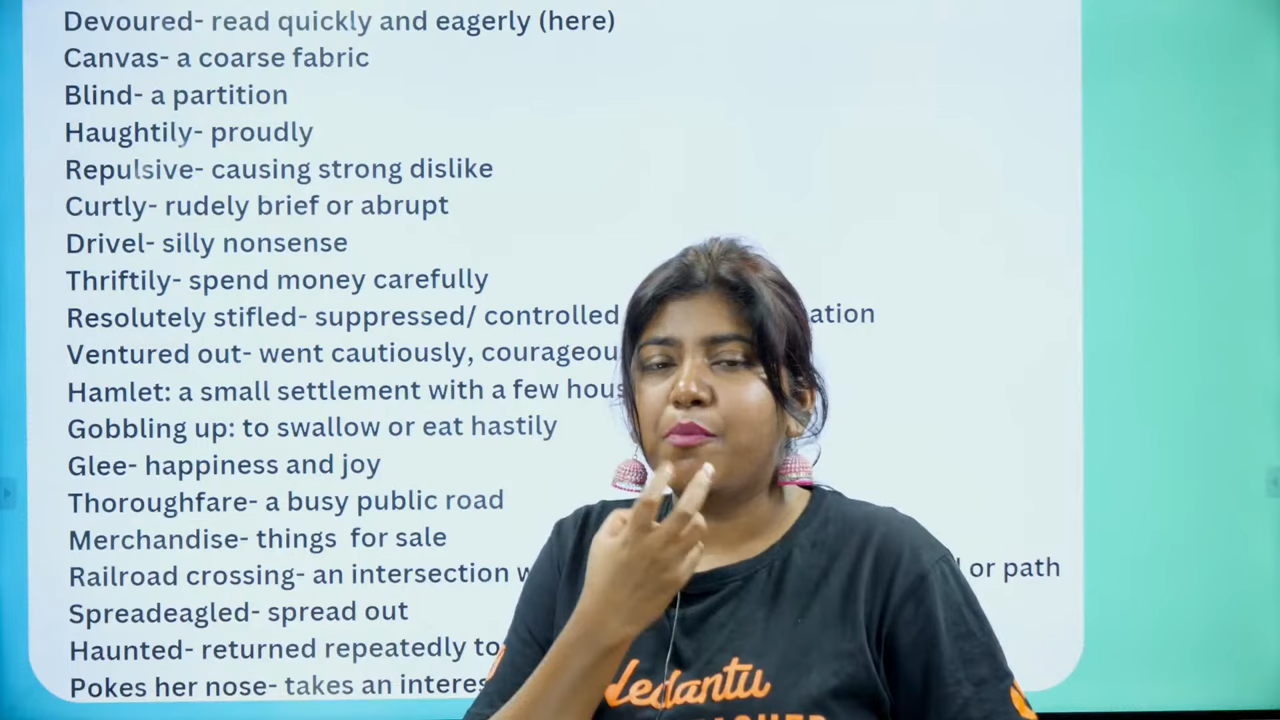 Devoured- read quickly and eagerly (here)
Canvas- a coarse fabric
Blind- a partition
Haughtily- proudly
Repulsive- causing strong dislike
Curtly- rudely brief or abrupt
Drivel- silly nonsense
Thriftily- spend money carefully
Resolutely stifled- suppressed/ controlled
Ventured out- went cautiously,
Hamlet: a small settlement with a few
Gobbling up: to swallow or eat hastily
Glee- happiness and joy
Thoroughfare- a busy public road
Merchandise- things for sale
Railroad crossing- an intersection or path
Spreadeagled- spread out
Haunted- returned repeatedly to
Pokes her nose- takes an
Vedantu